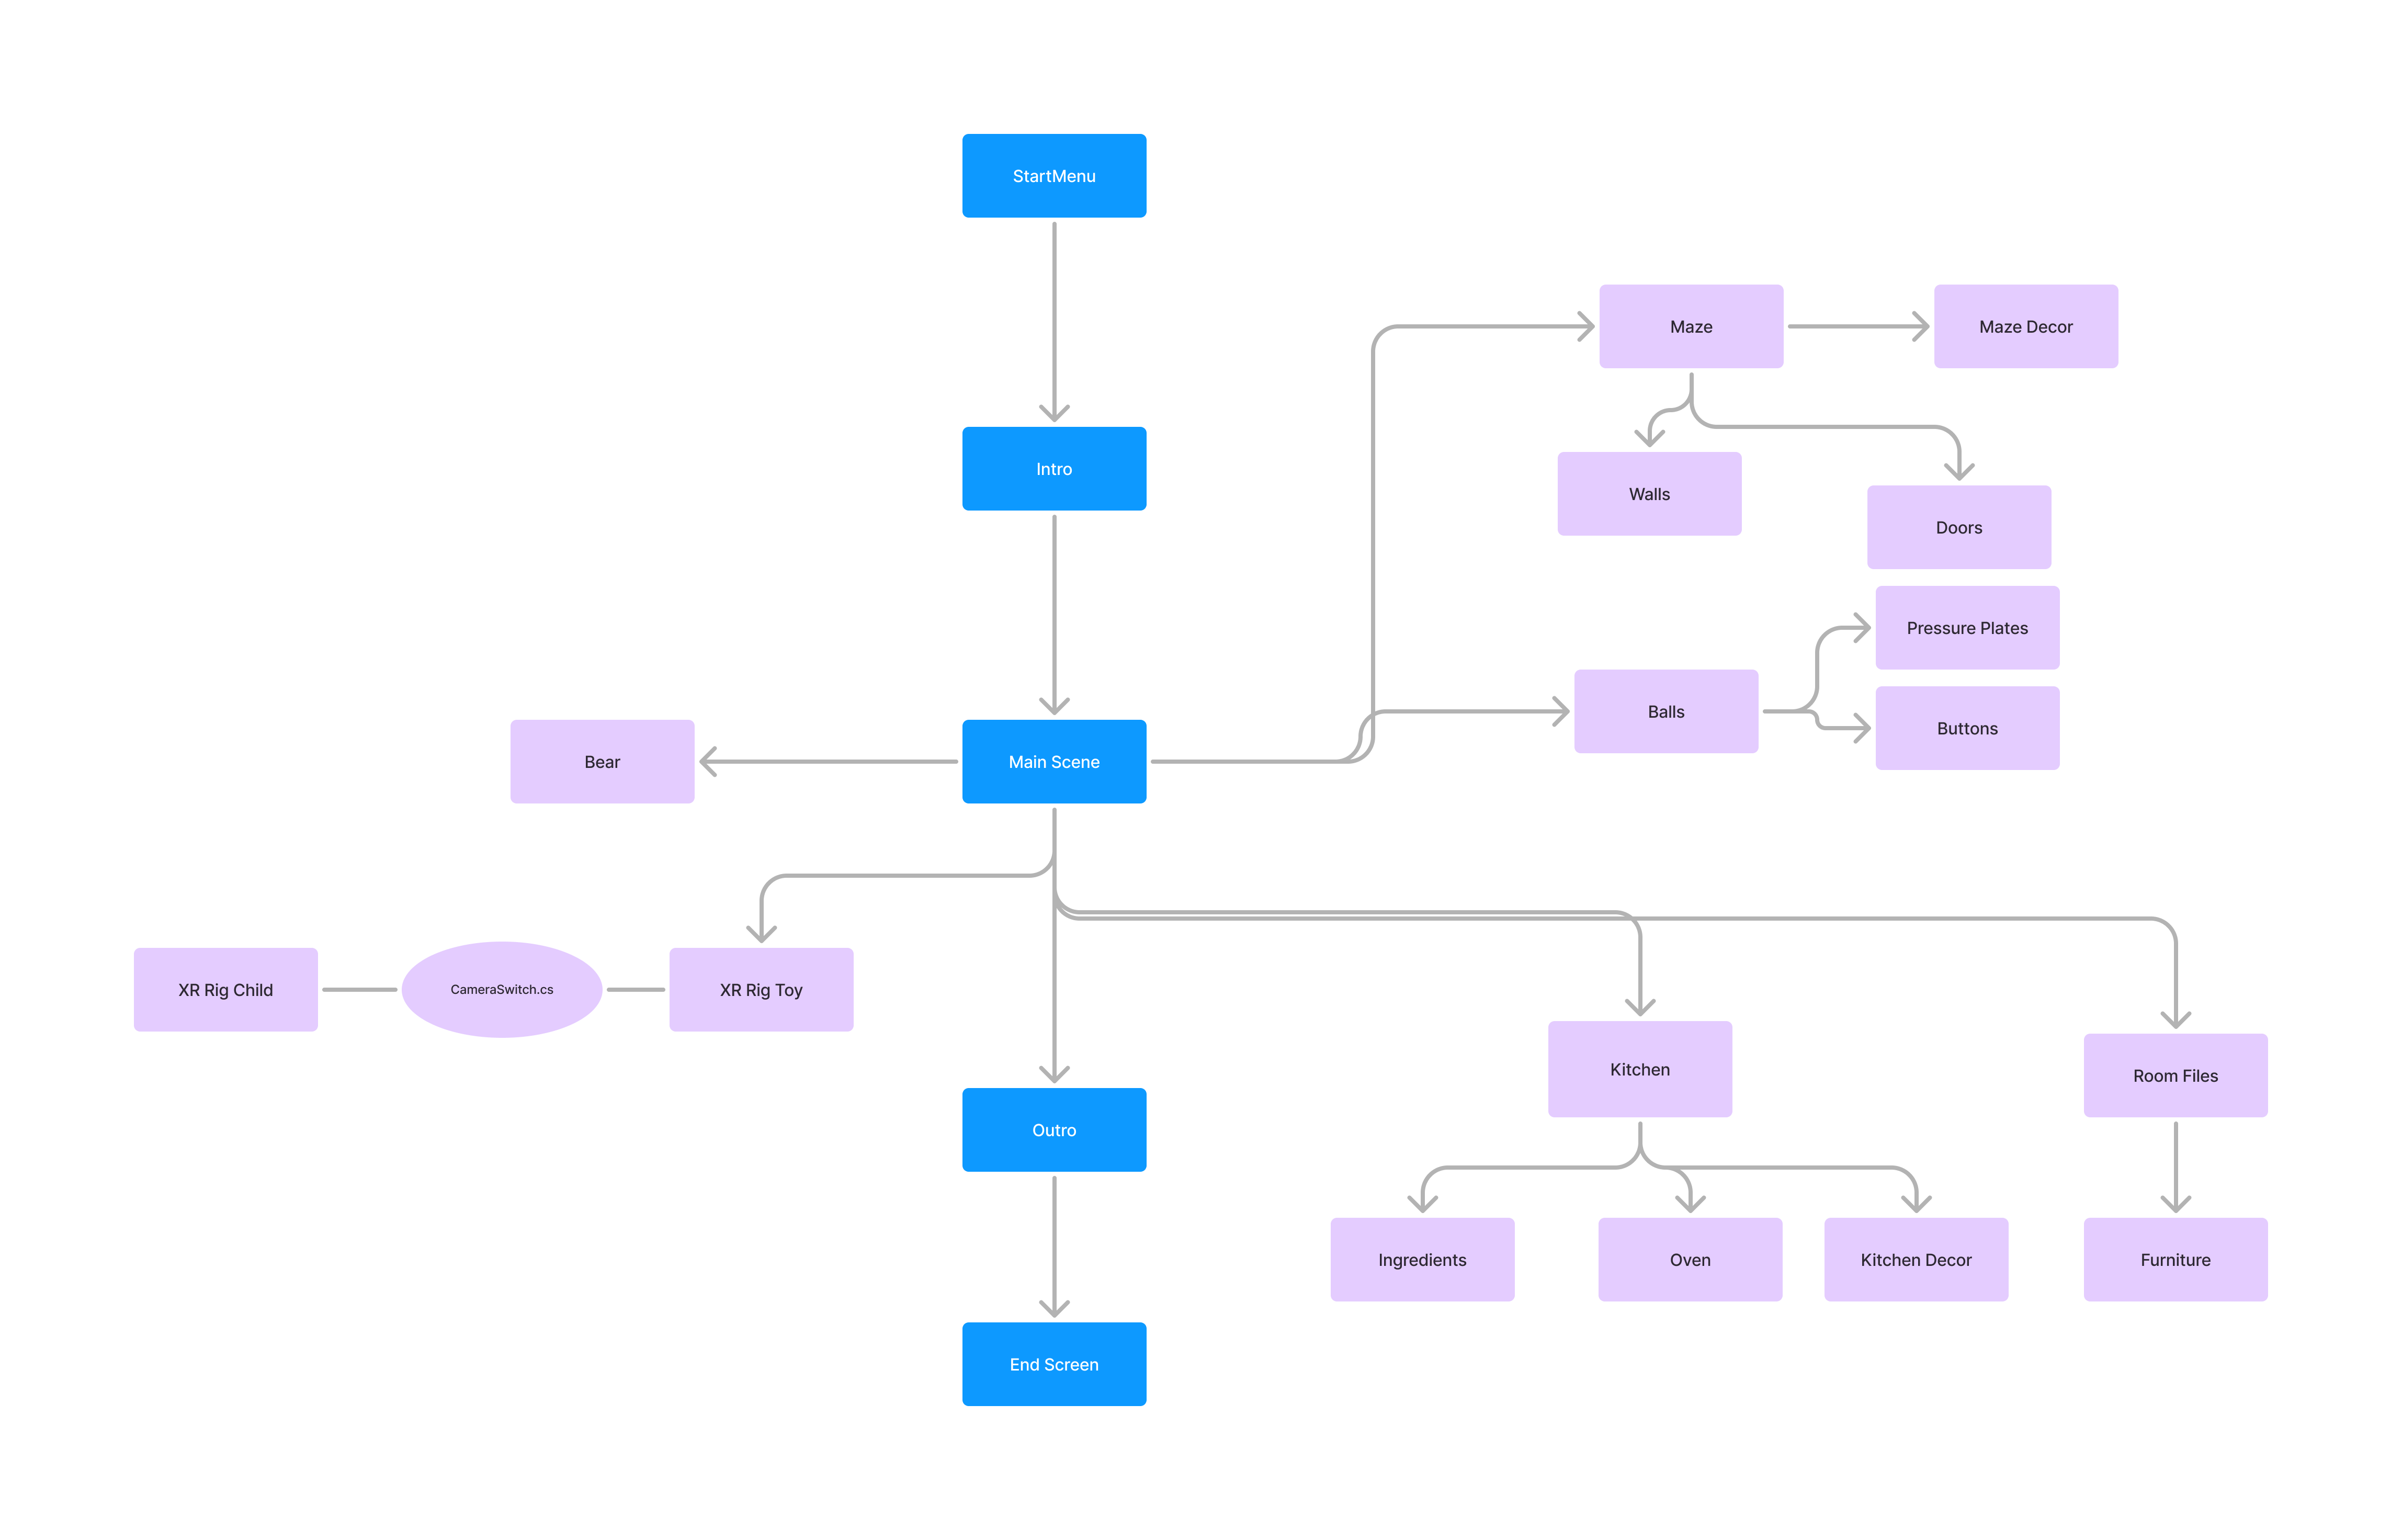 StartMenu
Maze
Maze Decor
Intro
Walls
Doors
Pressure Plates
Balls
Buttons
Bear
Main Scene
XR Rig Child
CameraSwitch.cs
XR Rig Toy
Kitchen
Room Files
Outro
Ingredients
Oven
Kitchen Decor
Furniture
End Screen